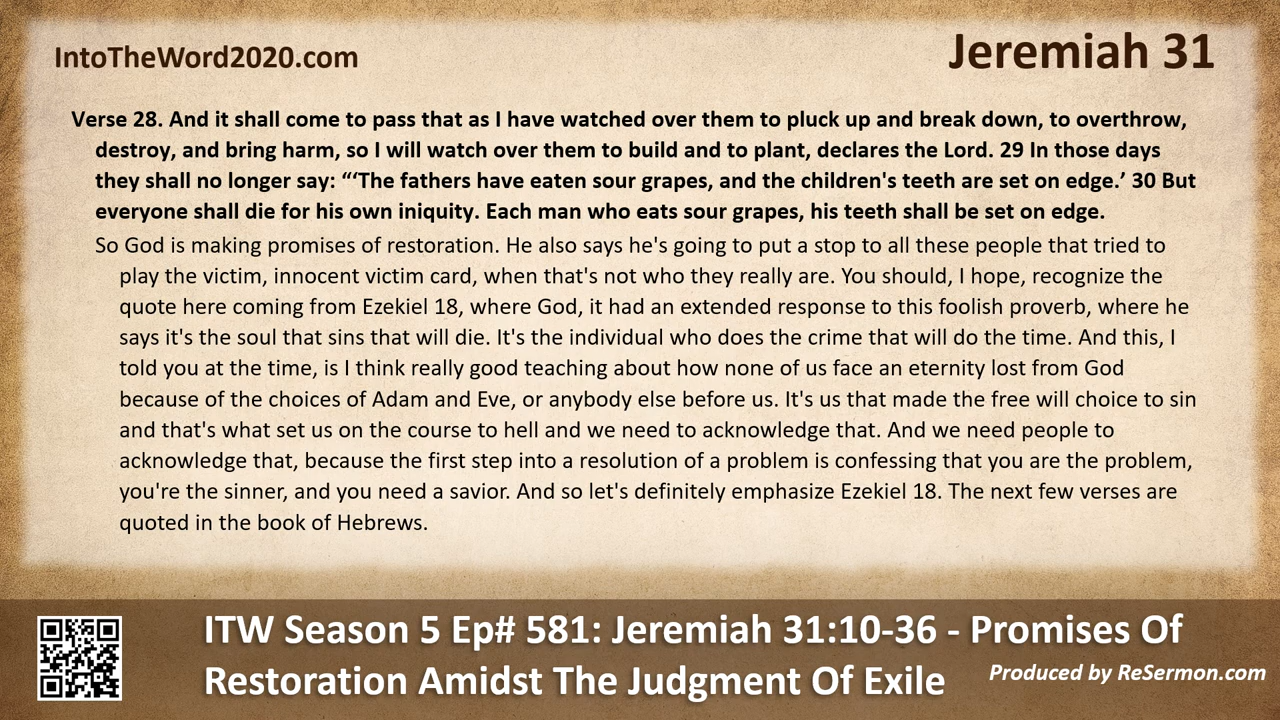 IntoTheWord2020.com
Jeremiah 31
Verse 28. And it shall come to pass that as I have watched over them to pluck up and break down, to overthrow,
destroy, and bring harm, so I will watch over them to build and to plant, declares the Lord. 29 In those days
they shall no longer say: “‘The fathers have eaten sour grapes, and the children's teeth are set on edge.’ 30 But
everyone shall die for his own iniquity. Each man who eats sour grapes, his teeth shall be set on edge.
So God is making promises of restoration. He also says he's going to put a stop to all these people that tried to
play the victim, innocent victim card, when that's not who they really are. You should, I hope, recognize the
quote here coming from Ezekiel 18, where God, it had an extended response to this foolish proverb, where he
says it's the soul that sins that will die. It's the individual who does the crime that will do the time. And this, I
told you at the time, is I think really good teaching about how none of us face an eternity lost from God
because of the choices of Adam and Eve, or anybody else before us. It's us that made the free will choice to sin
and that's what set us on the course to hell and we need to acknowledge that. And we need people to
acknowledge that, because the first step into a resolution of a problem is confessing that you are the problem,
you're the sinner, and you need a savior. And so let's definitely emphasize Ezekiel 18. The next few verses are
quoted in the book of Hebrews.
ITW Season 5 Ep# 581: Jeremiah 31:10-36 - Promises Of
Restoration Amidst The Judgment Of Exile
Produced by ReSermon.com